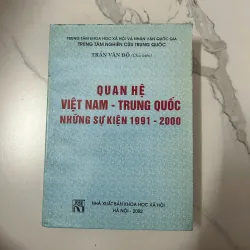 TRUNG TÂM KHOA HỌC XÃ HỘI VÀ NHÂN VĂN QUỐC GIA
TRUNG TÂM NGHIÊN CỨU TRUNG QUỐC
TRẦN VĂN ĐỘ (Chủ biên)
QUAN HỆ
VIỆT NAM - TRUNG QUỐC
NHỮNG SỰ KIỆN 1991 - 2000
NHÀ XUẤT BẢN KHOA HỌC XÃ HỘI
HÀ NỘI - 2002